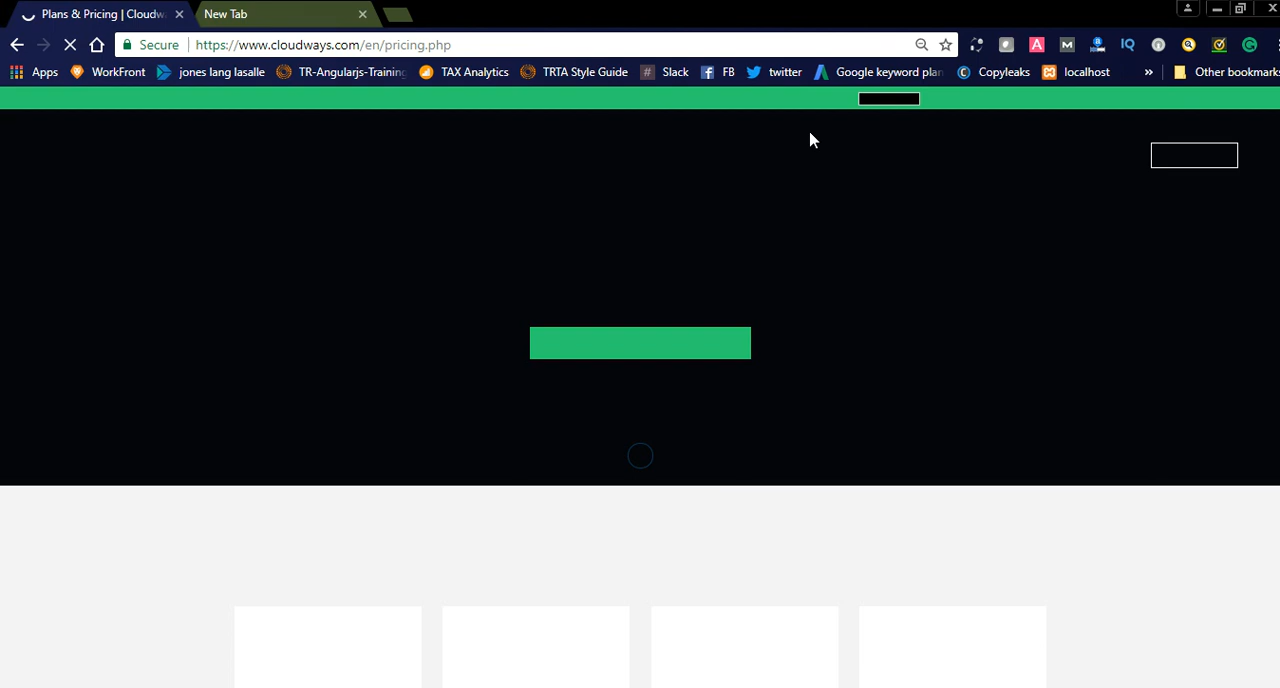 Plans & Pricing | Cloudw
New Tab
Secure
https://www.cloudways.com/en/pricing.php
Apps
WorkFront
jones lang lasalle
TR-Angularjs-Training
TAX Analytics
TRTA Style Guide
Slack
FB
twitter
Google keyword plan
Copyleaks
localhost
»
Other bookmarks